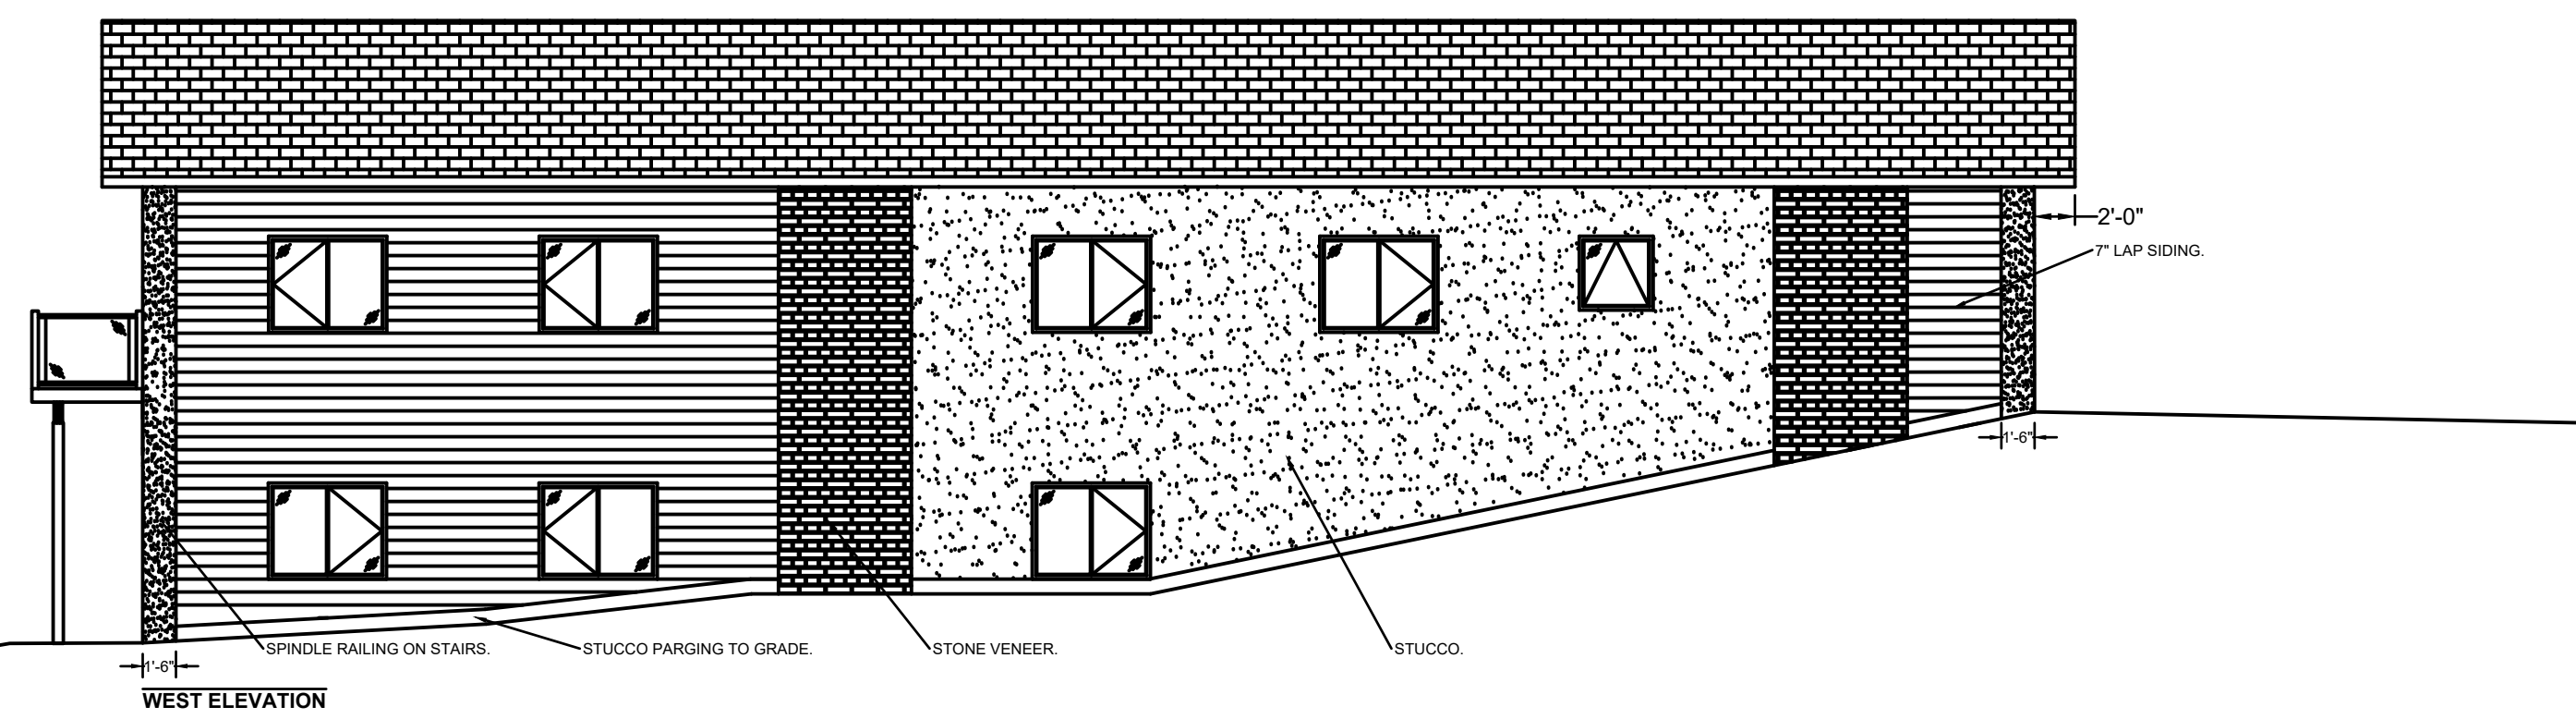 2'-0"
7" LAP SIDING.
1'-6"
SPINDLE RAILING ON STAIRS.
STUCCO PARGING TO GRADE.
STONE VENEER.
STUCCO.
1'-6"
WEST ELEVATION